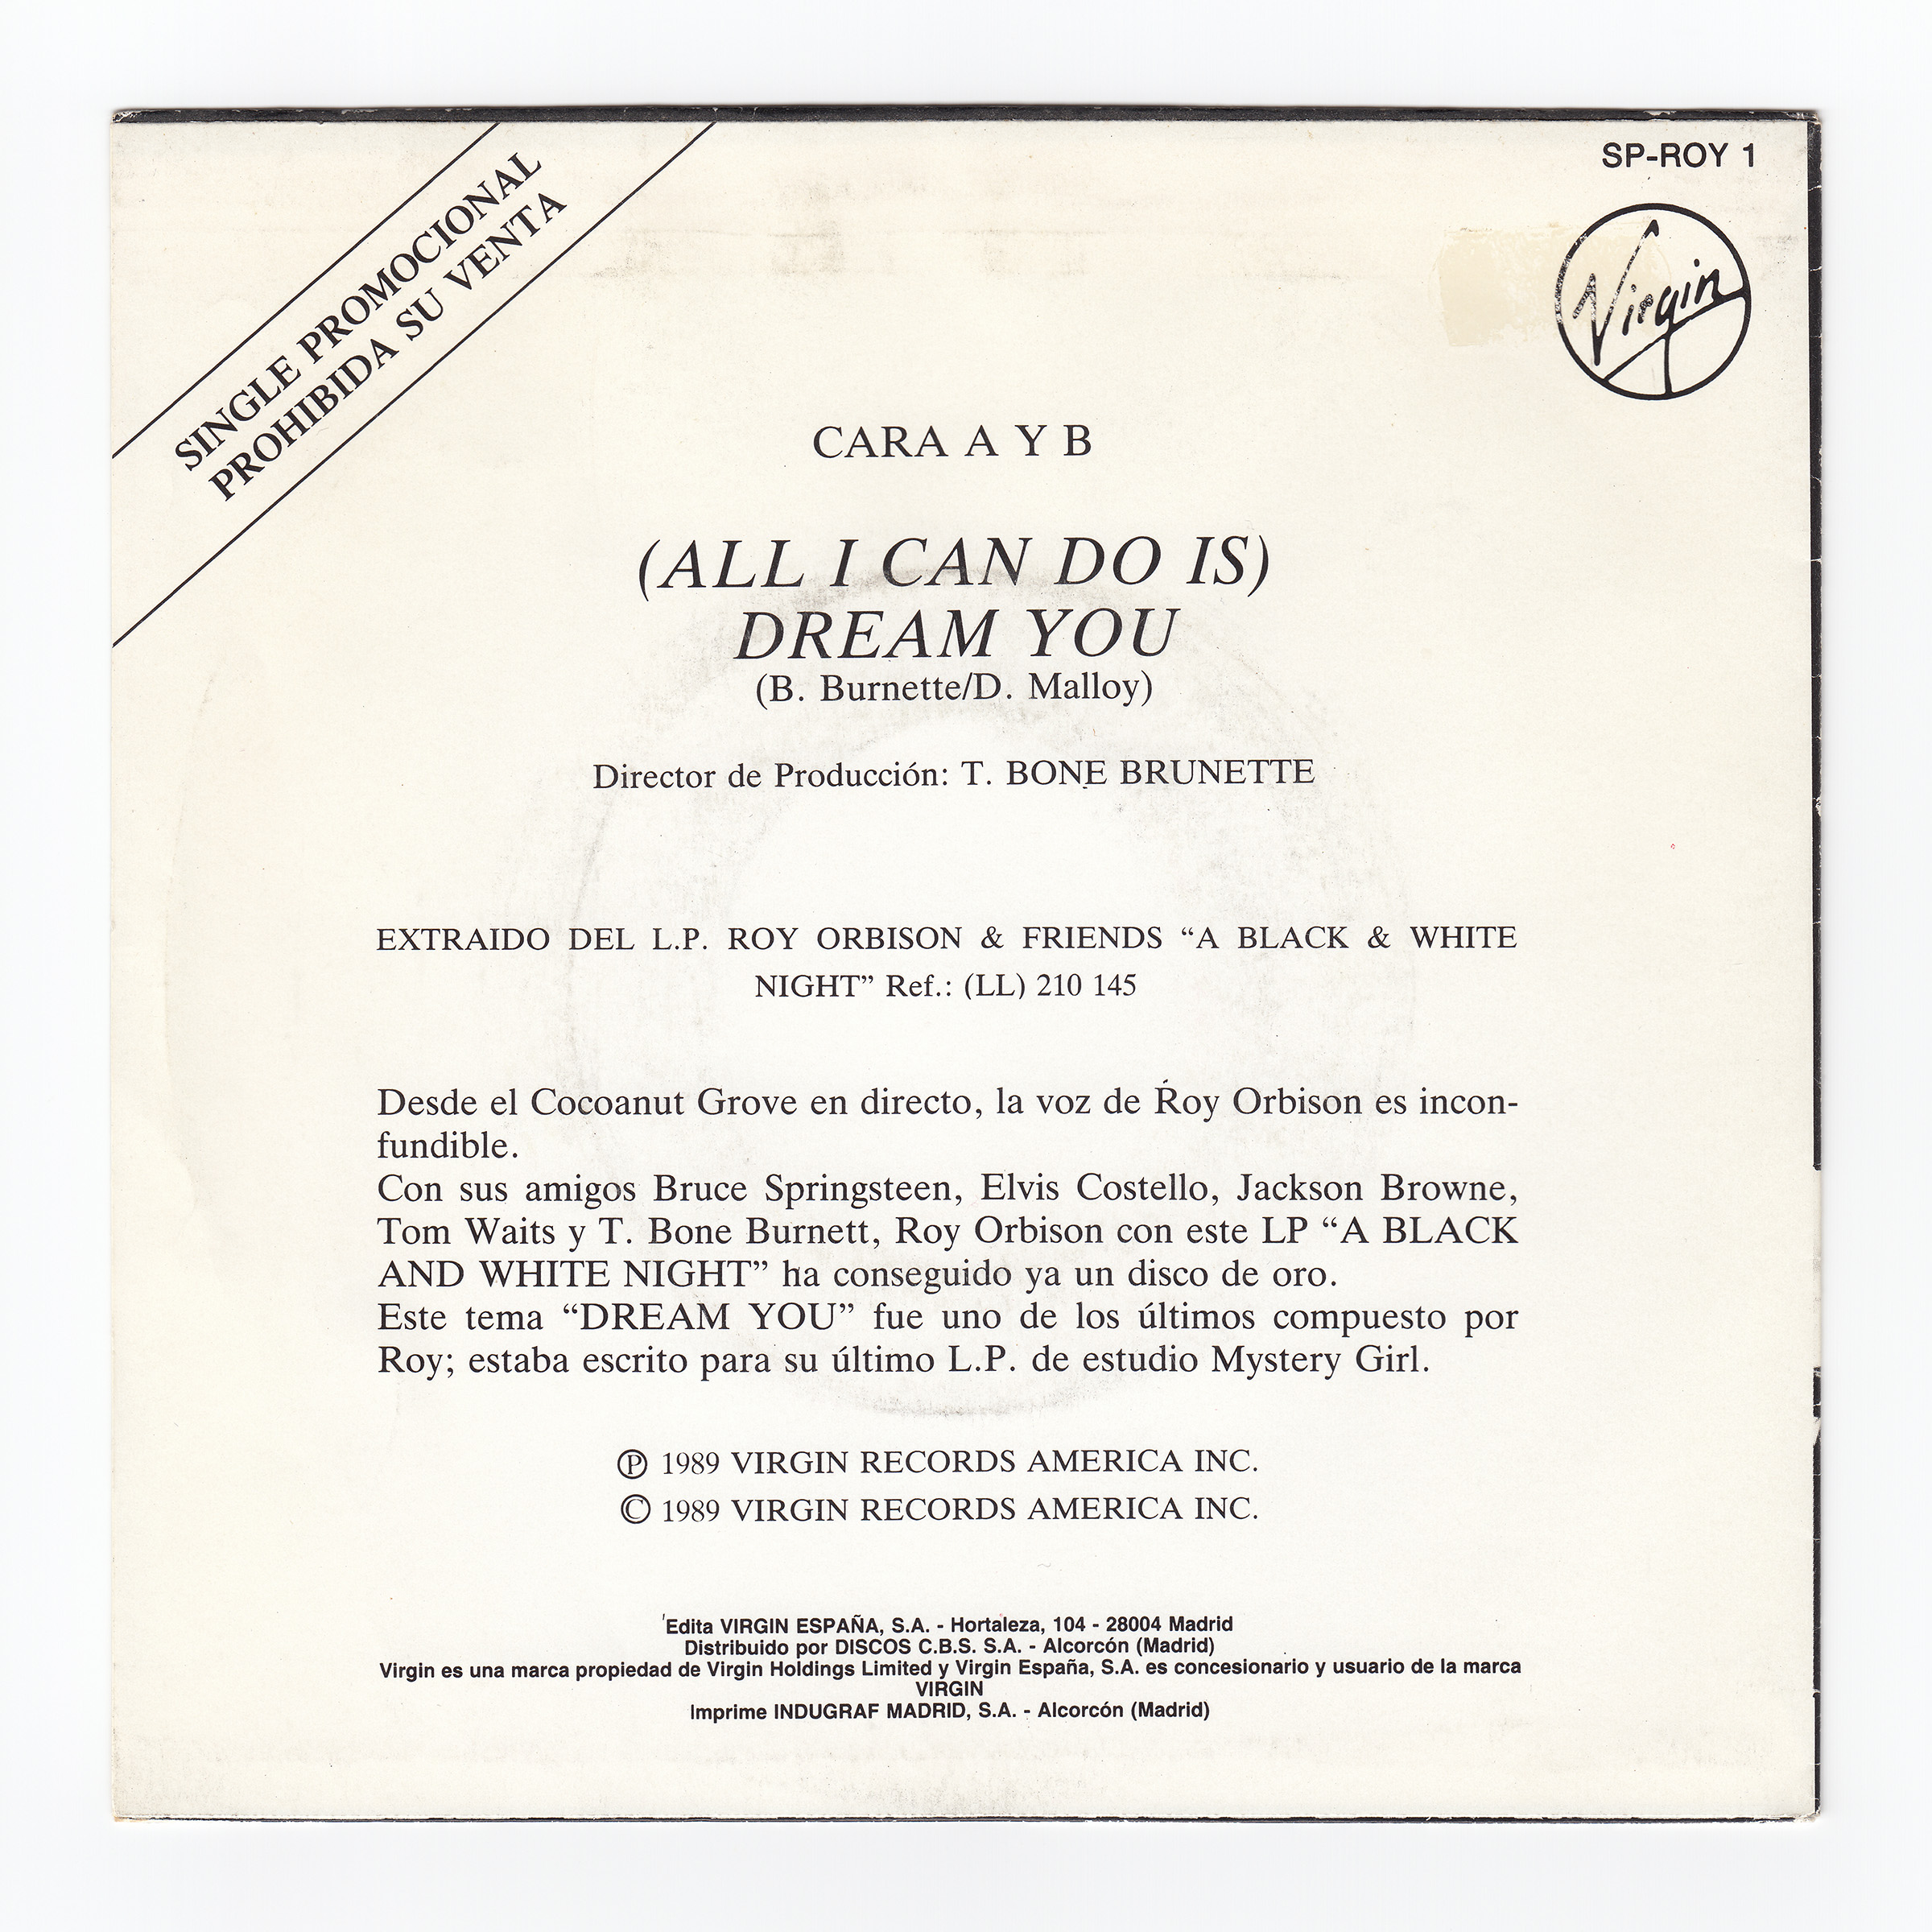 SINGLE PROMOCIONAL
PROHIBIDA SU VENTA
SP-ROY 1
Virgin
CARA A Y B
(ALL I CAN DO IS)
DREAM YOU
(B. Burnette/D. Malloy)
Director de Producción: T. BONE BRUNETTE
EXTRAIDO DEL L.P. ROY ORBISON & FRIENDS “A BLACK & WHITE
NIGHT” Ref.: (LL) 210 145
Desde el Cocoanut Grove en directo, la voz de Roy Orbison es incon-
fundible.
Con sus amigos Bruce Springsteen, Elvis Costello, Jackson Browne,
Tom Waits y T. Bone Burnett, Roy Orbison con este LP “A BLACK
AND WHITE NIGHT” ha conseguido ya un disco de oro.
Este tema “DREAM YOU” fue uno de los últimos compuesto por
Roy; estaba escrito para su último L.P. de estudio Mystery Girl.
Ⓟ 1989 VIRGIN RECORDS AMERICA INC.
© 1989 VIRGIN RECORDS AMERICA INC.
Edita VIRGIN ESPAÑA, S.A. - Hortaleza, 104 - 28004 Madrid
Distribuido por DISCOS C.B.S. S.A. - Alcorcón (Madrid)
Virgin es una marca propiedad de Virgin Holdings Limited y Virgin España, S.A. es concesionario y usuario de la marca
VIRGIN
Imprime INDUGRAF MADRID, S.A. - Alcorcón (Madrid)